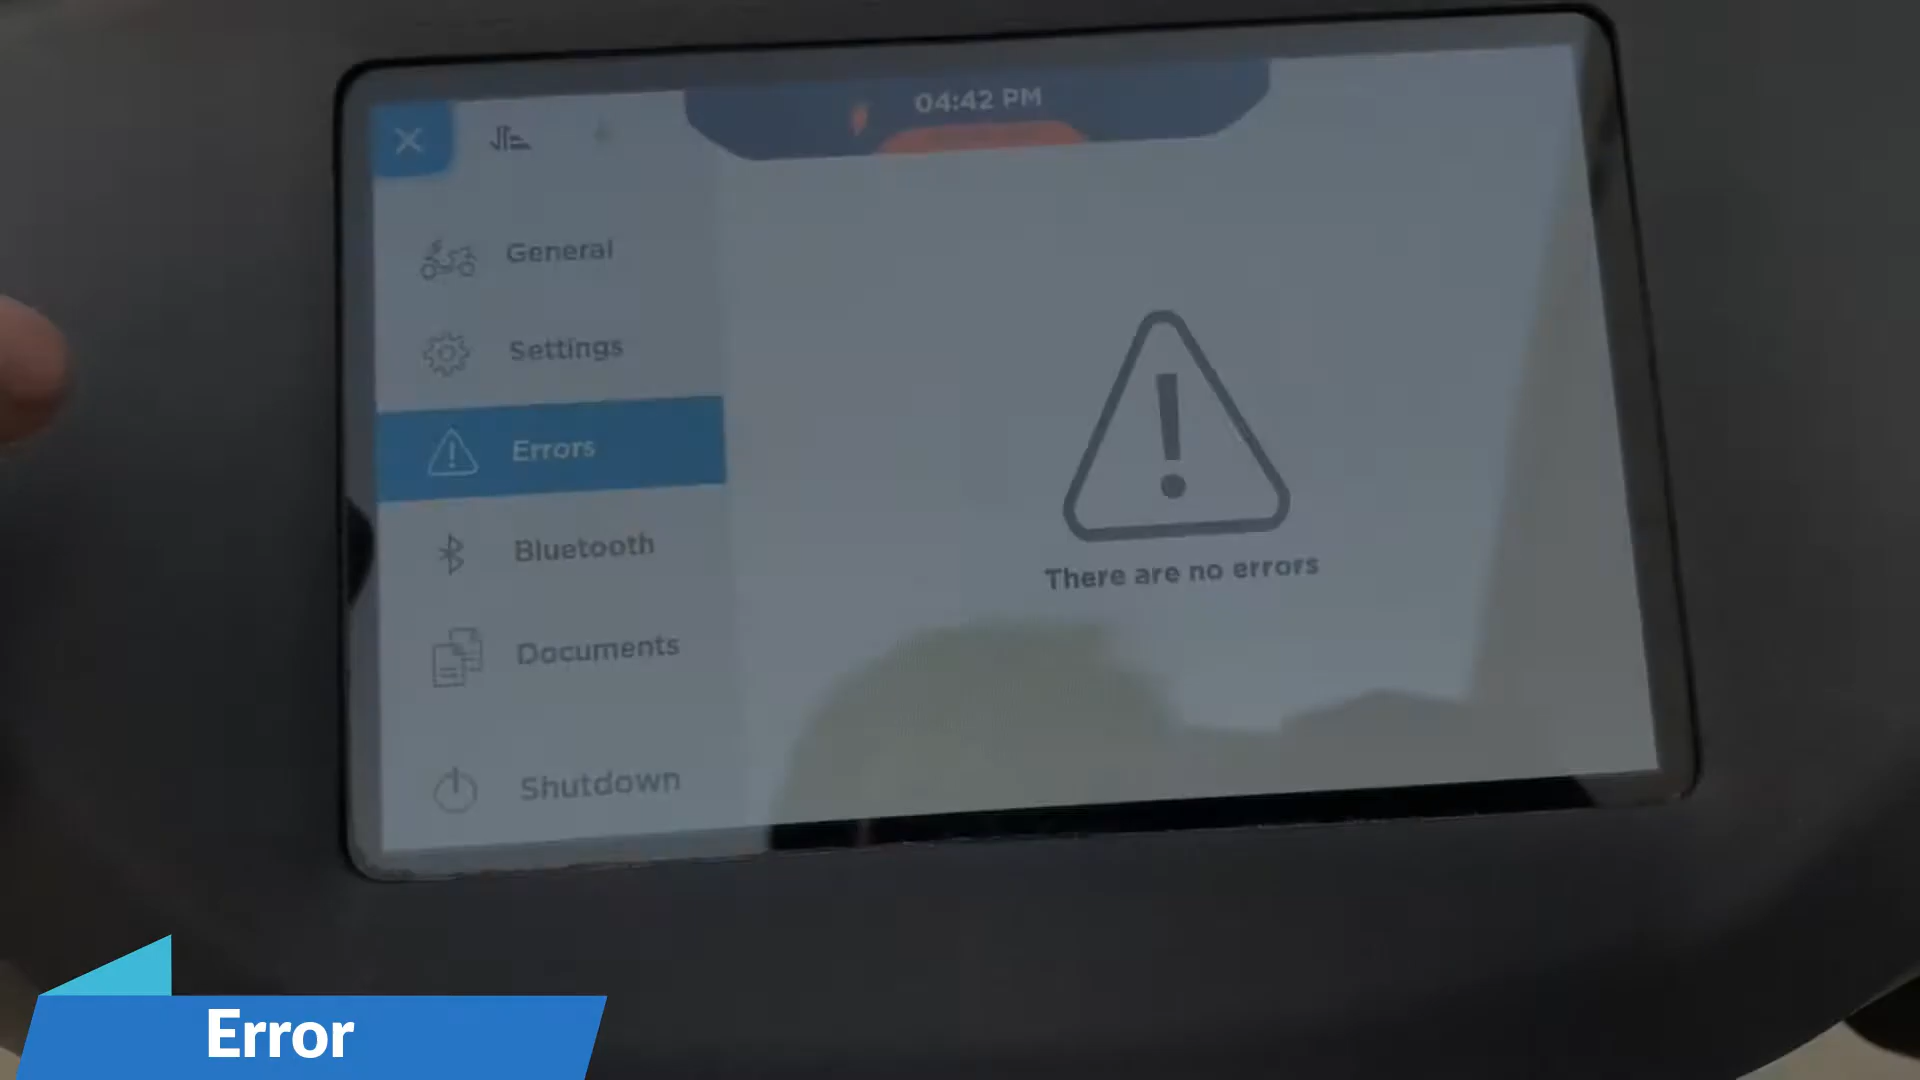 04:42 PM
General
Settings
Errors
Bluetooth
Documents
Shutdown
There are no errors
Error